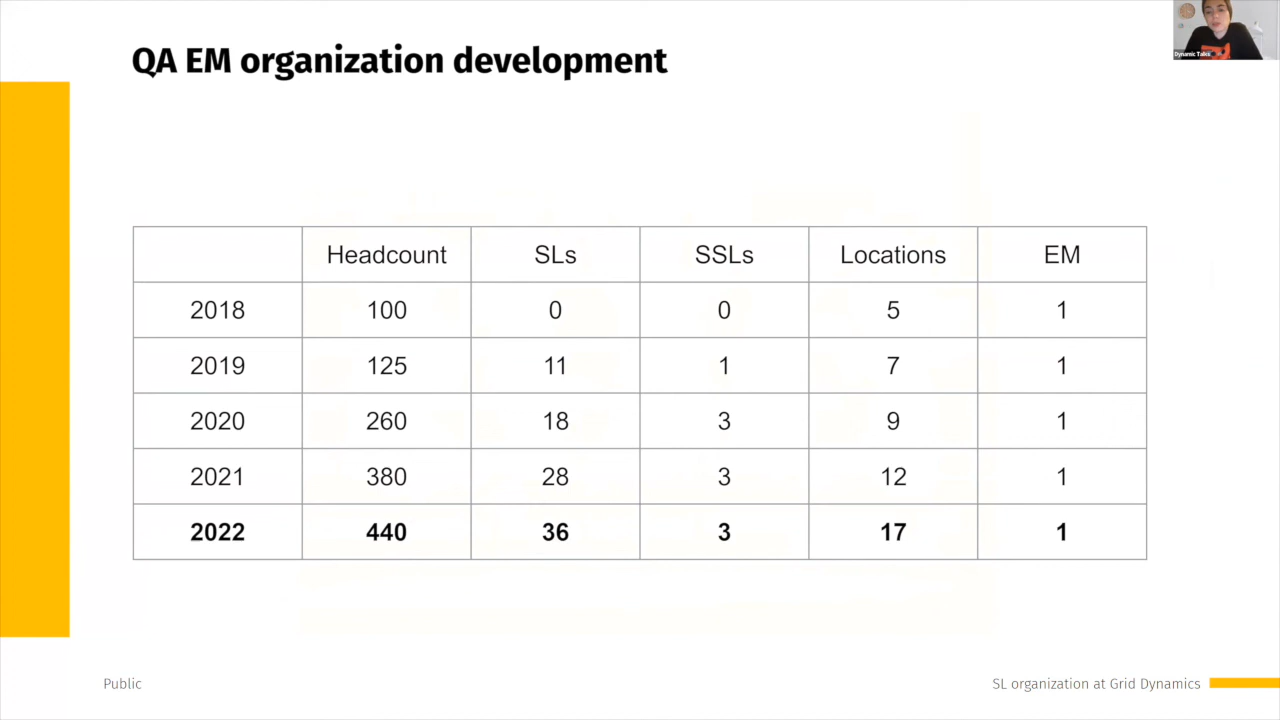 Dynamic Talks
QA EM organization development
Headcount SLs SSLs Locations EM
2018 100 0 0 5 1
2019 125 11 1 7 1
2020 260 18 3 9 1
2021 380 28 3 12 1
2022 440 36 3 17 1
Public
SL organization at Grid Dynamics